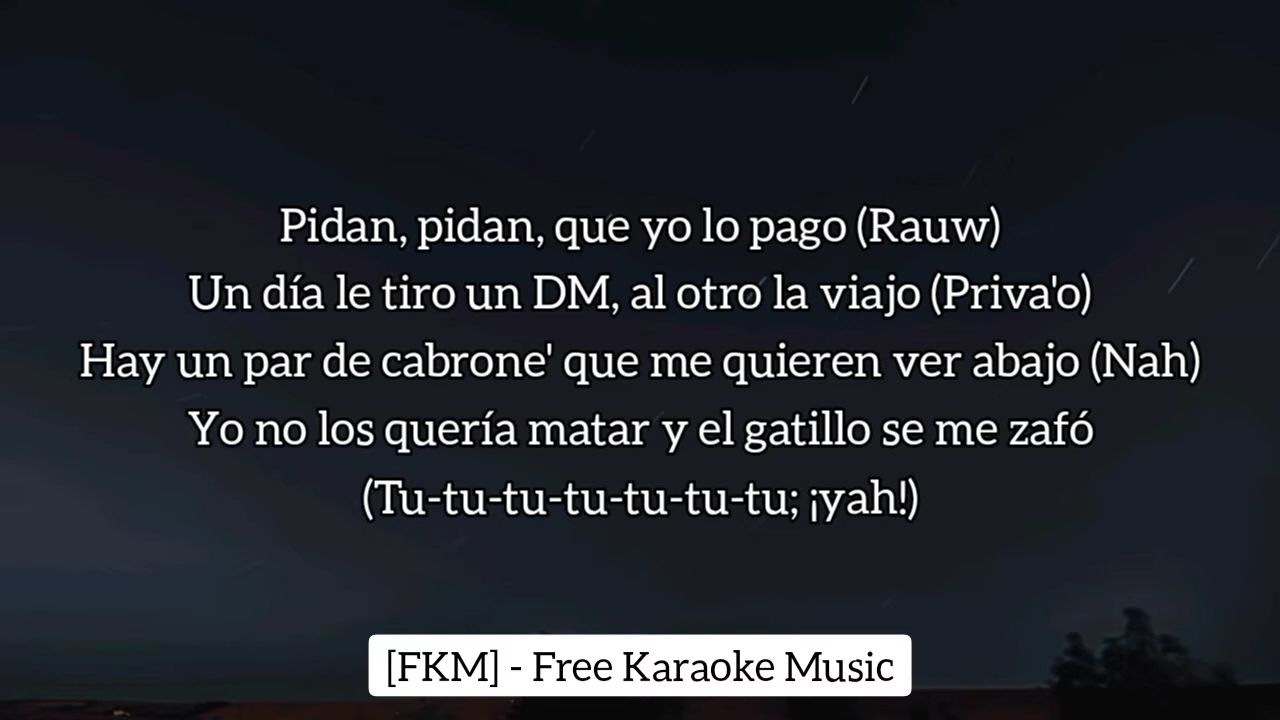 Pidan, pidan, que yo lo pago (Rauw)
Un día le tiro un DM, al otro la viajo (Priva'o)
Hay un par de cabrone' que me quieren ver abajo (Nah)
Yo no los quería matar y el gatillo se me zafó
(Tu-tu-tu-tu-tu-tu-tu; ¡yah!)
[FKM] - Free Karaoke Music